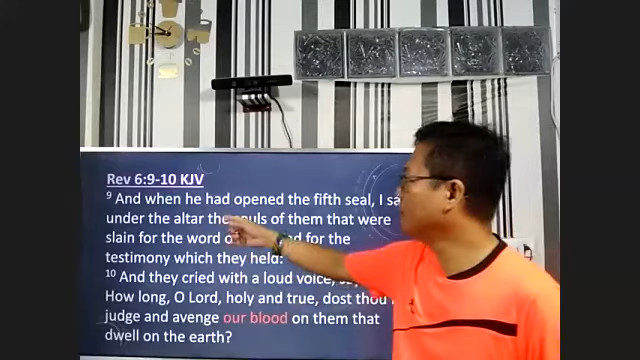 Rev 6:9-10 KJV
9 And when he had opened the fifth seal, I
under the altar the souls of them that were
slain for the word for the
testimony which they held:
10 And they cried with a loud voice,
How long, O Lord, holy and true, dost thou
judge and avenge our blood on them that
dwell on the earth?